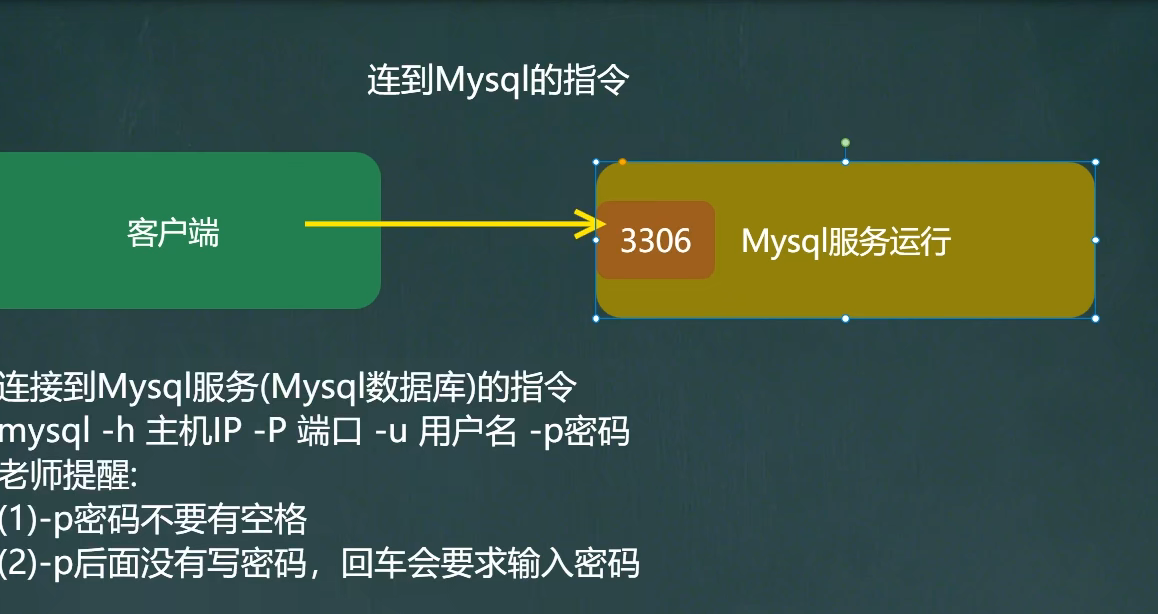 连到Mysql的指令
客户端
3306
Mysql服务运行
连接到Mysql服务(Mysql数据库)的指令
mysql -h 主机IP -P 端口 -u 用户名 -p密码
老师提醒:
(1)-p密码不要有空格
(2)-p后面没有写密码，回车会要求输入密码